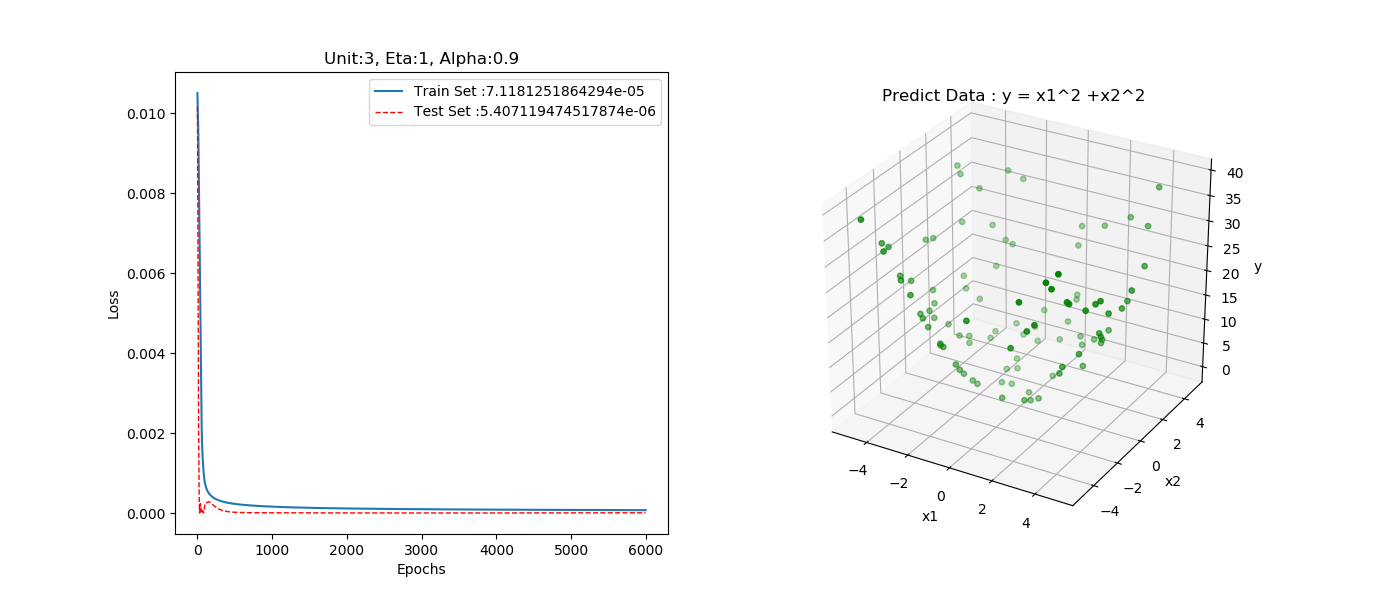 Unit:3, Eta:1, Alpha:0.9
Train Set :7.1181251864294e-05
Test Set :5.407119474517874e-06
0.010
0.008
0.006
0.004
0.002
0.000
Loss
0 1000 2000 3000 4000 5000 6000
Epochs
Predict Data : y = x1^2 +x2^2
40
35
30
25
20
15
10
5
0
y
−4 −2 0 2 4
x1
−4 −2 0 2 4
x2